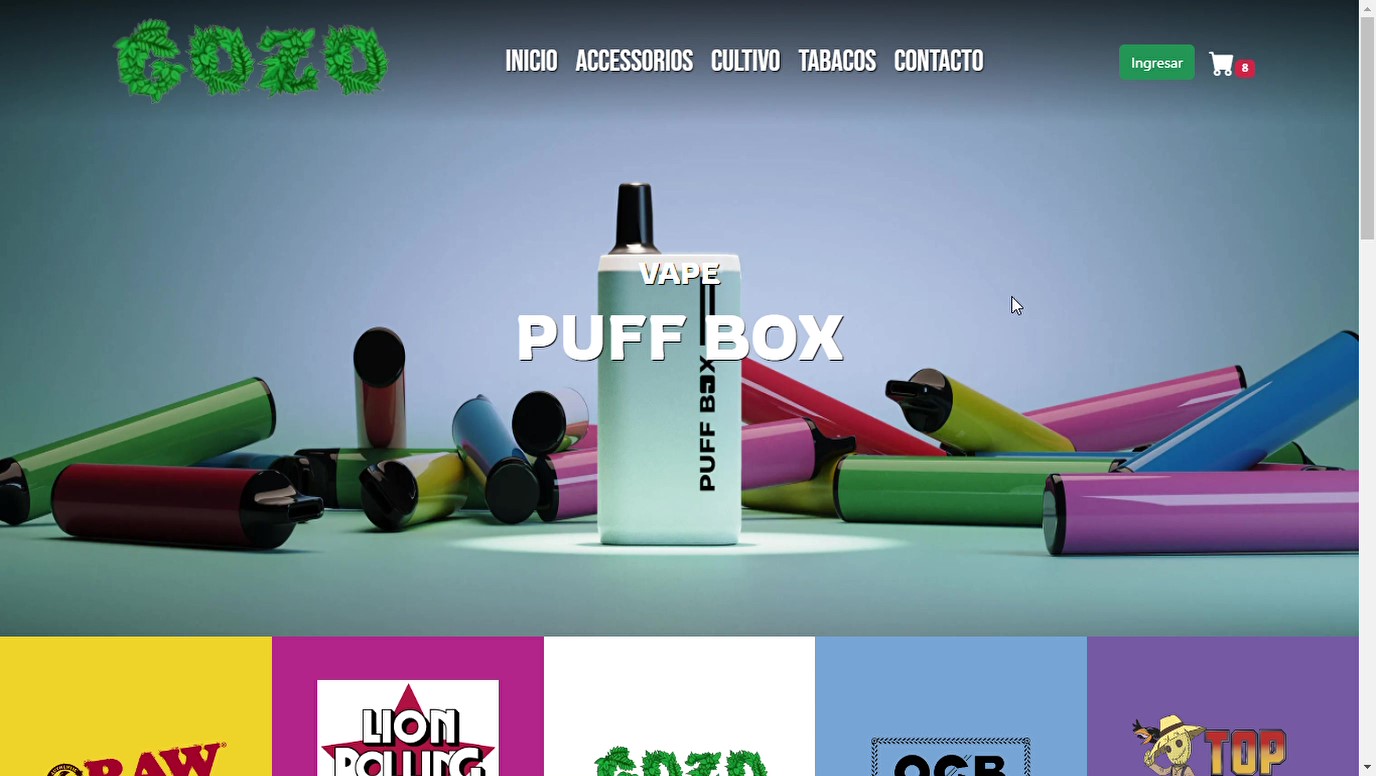 GOZO
INICIO ACCESSORIOS CULTIVO TABACOS CONTACTO
Ingresar
8
VAPE
PUFF BOX
PUFF BOX
RAW
LION
ROLLING
GOZO
OCB
TOP